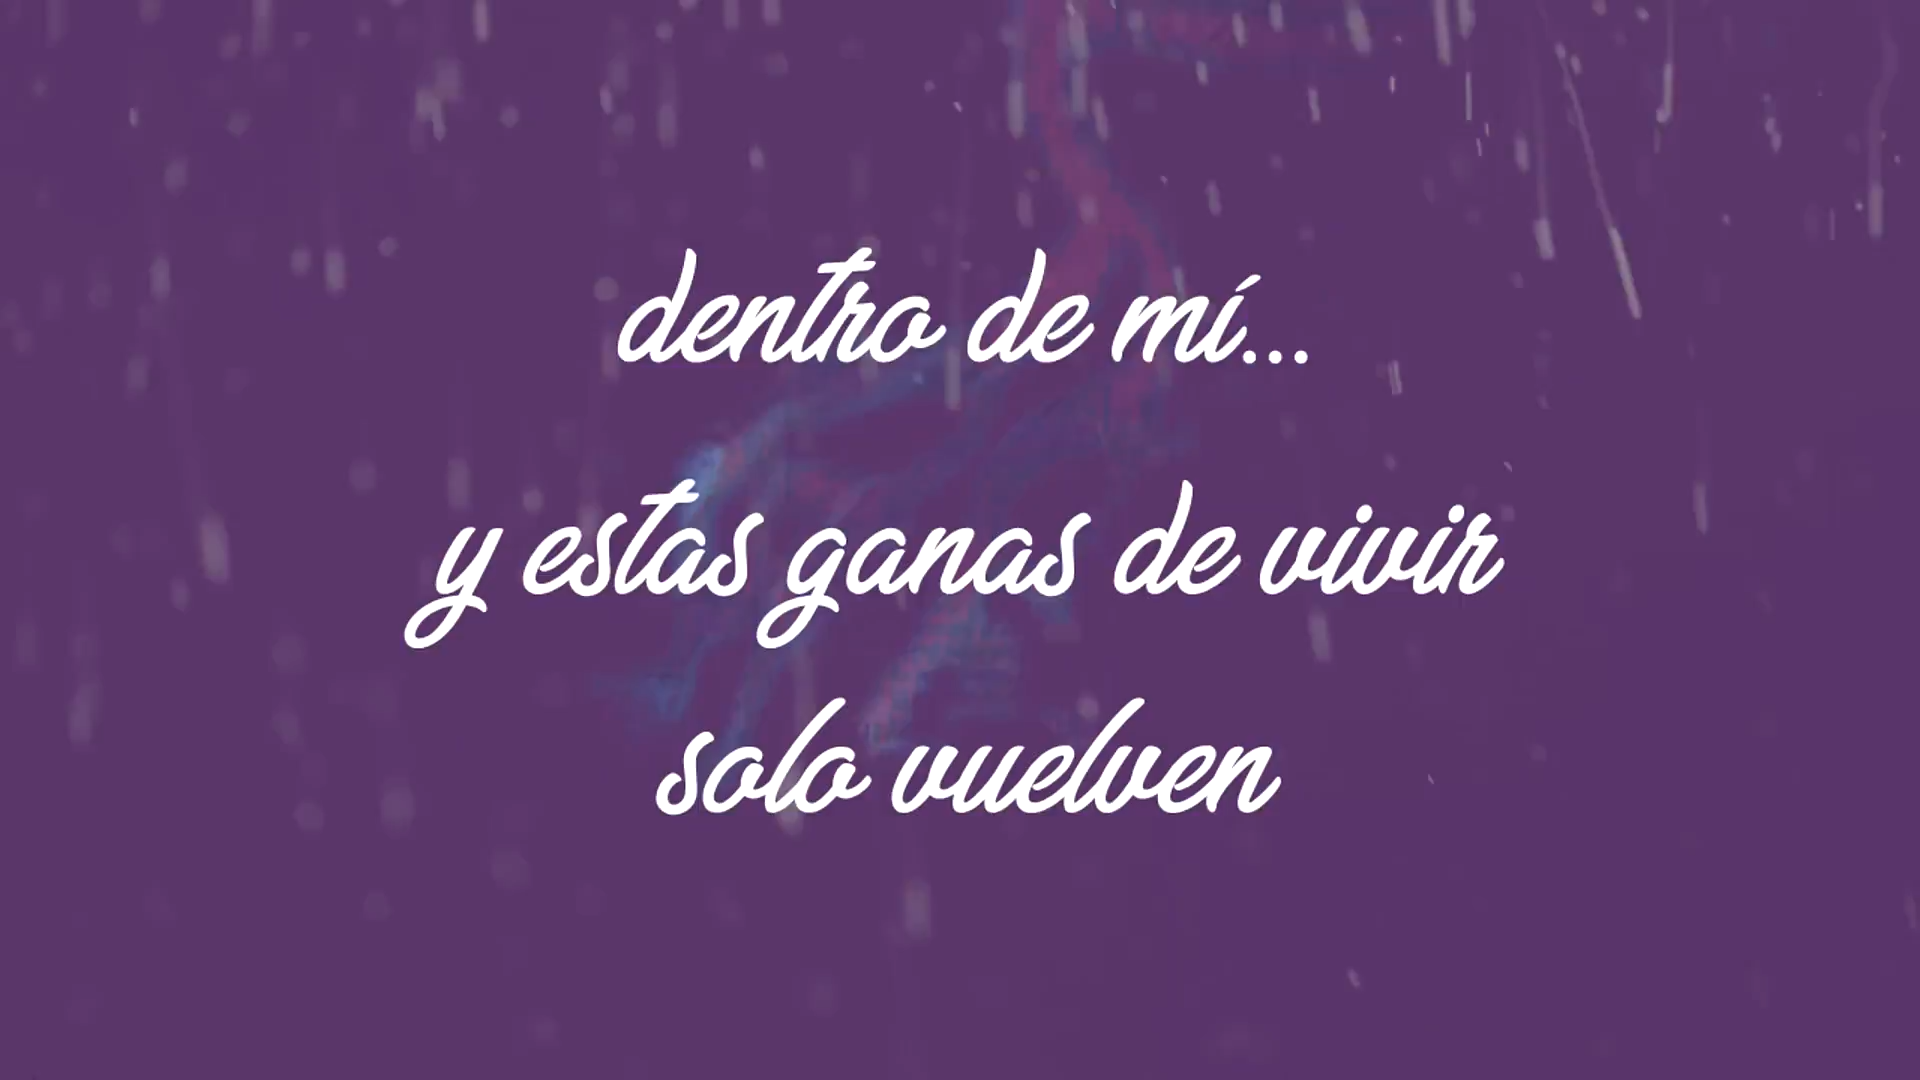 dentro de mí...
y estas ganas de vivir
solo vuelven